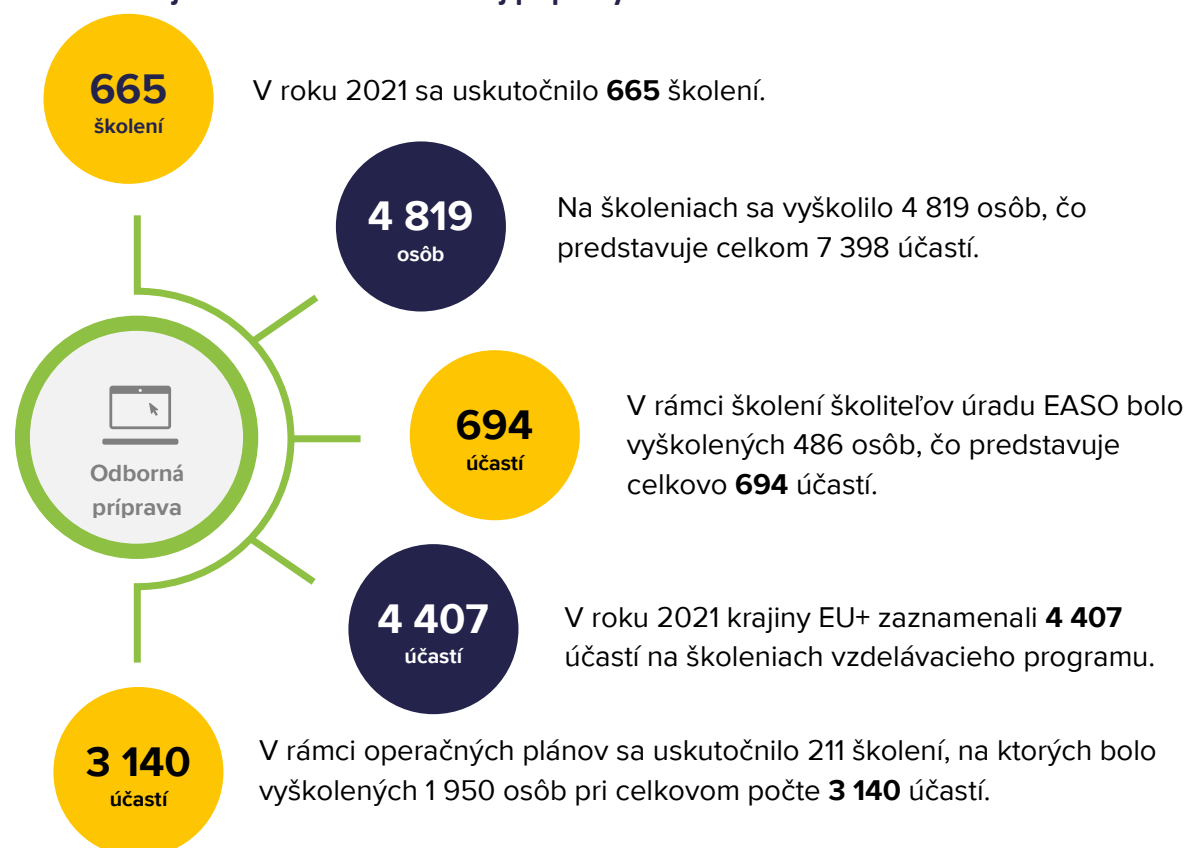 665
školení
V roku 2021 sa uskutočnilo 665 školení.
4 819
osôb
Na školeniach sa vyškolilo 4 819 osôb, čo
predstavuje celkom 7 398 účastí.
694
účastí
V rámci školení školiteľov úradu EASO bolo
vyškolených 486 osôb, čo predstavuje
celkovo 694 účastí.
Odborná
príprava
4 407
účastí
V roku 2021 krajiny EU+ zaznamenali 4 407
účastí na školeniach vzdelávacieho programu.
3 140
účastí
V rámci operačných plánov sa uskutočnilo 211 školení, na ktorých bolo
vyškolených 1 950 osôb pri celkovom počte 3 140 účastí.